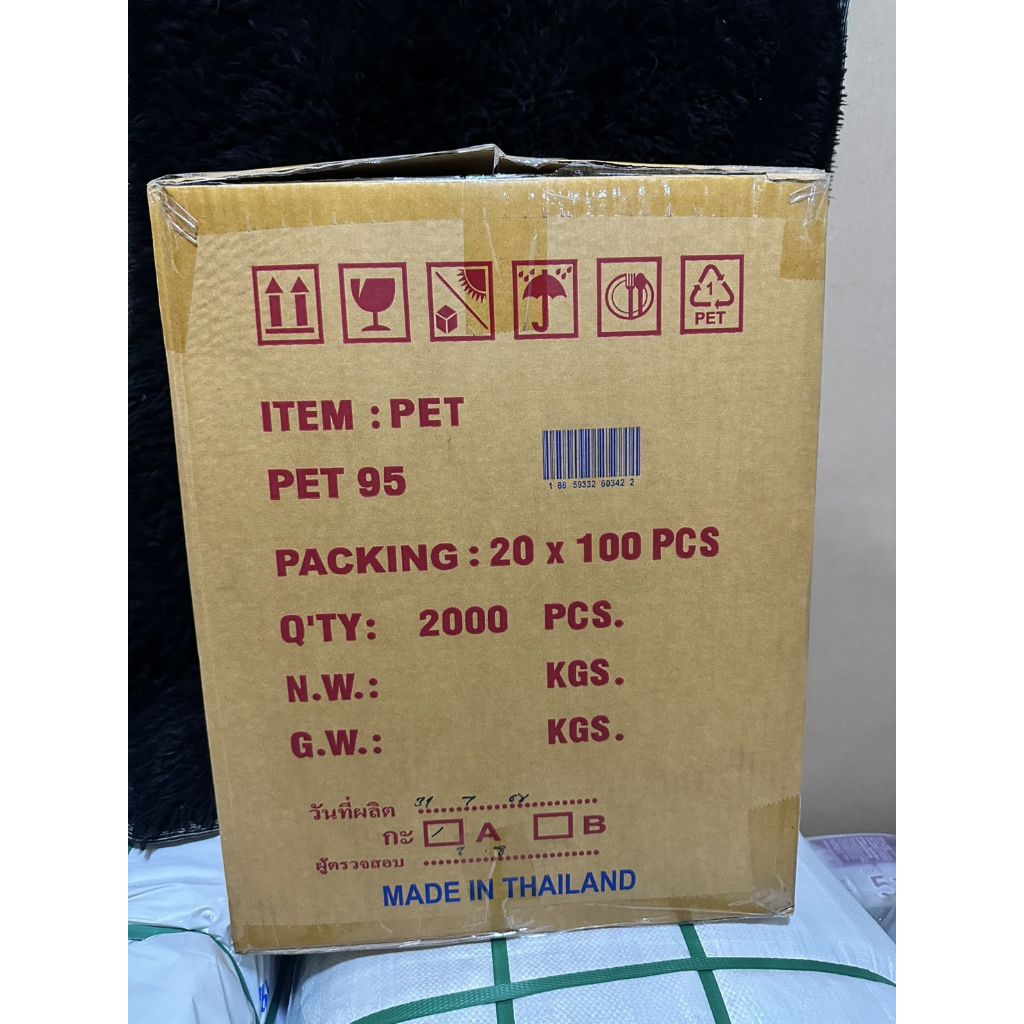 1
PET
ITEM : PET
PET 95
1 88 59332 60342 2
PACKING : 20 x 100 PCS
Q'TY: 2000 PCS.
N.W.: KGS.
G.W.: KGS.
วันที่ผลิต 31 7
กะ A B
ผู้ตรวจสอบ
MADE IN THAILAND
5